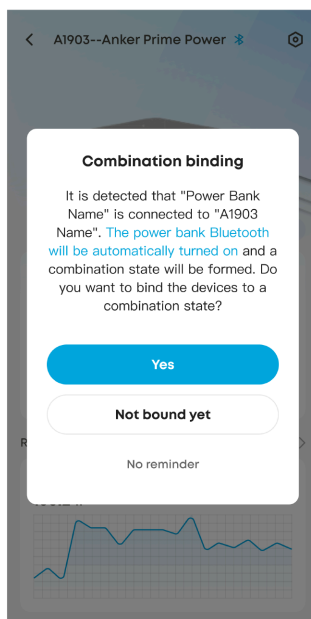 A1903--Anker Prime Power
Combination binding
It is detected that "Power Bank
Name" is connected to "A1903
Name". The power bank Bluetooth
will be automatically turned on and a
combination state will be formed. Do
you want to bind the devices to a
combination state?
Yes
Not bound yet
R
No reminder